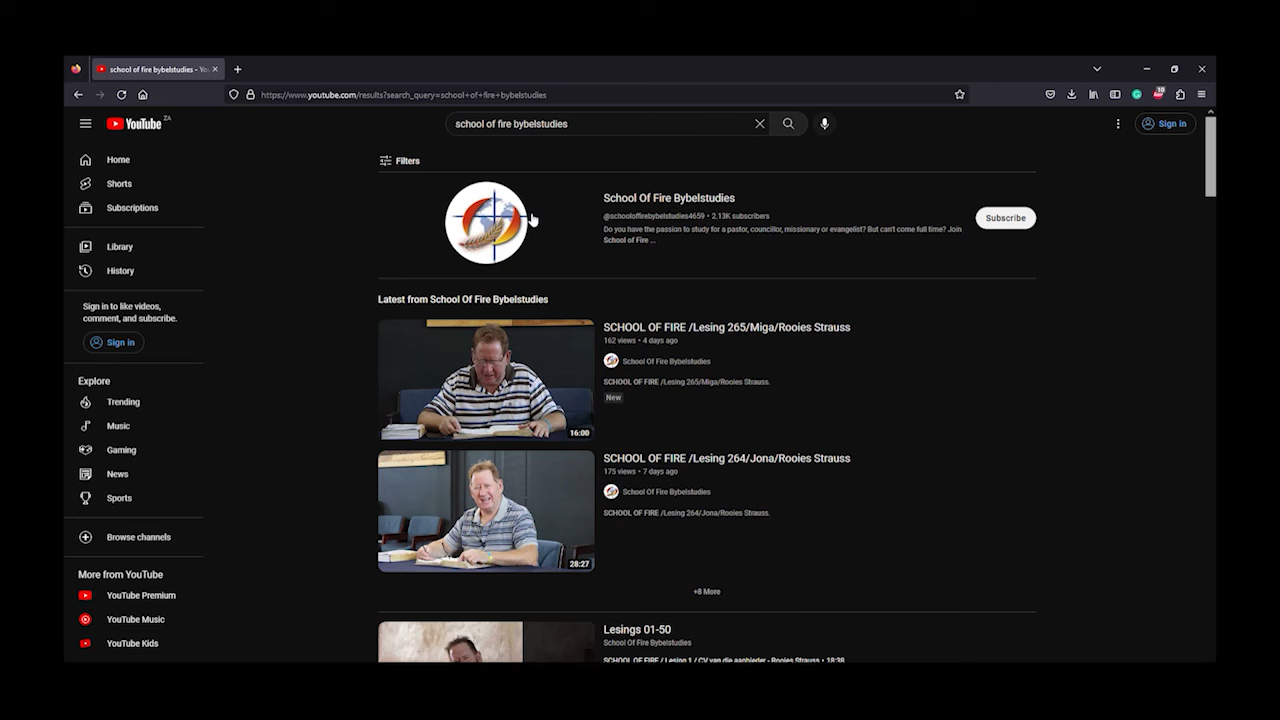 school of fire bybelstudies - Yo
https://www.youtube.com/results?search_query=school+of+fire+bybelstudies
10
YouTube ZA
school of fire bybelstudies
Sign in
Home
Shorts
Subscriptions
Library
History
Sign in to like videos,
comment, and subscribe.
Sign in
Explore
Trending
Music
Gaming
News
Sports
Browse channels
More from YouTube
YouTube Premium
YouTube Music
YouTube Kids
Filters
School Of Fire Bybelstudies
@schooloffirebybelstudies4659 • 2.13K subscribers
Do you have the passion to study for a pastor, councillor, missionary or evangelist? But can't come full time? Join
School of Fire ...
Subscribe
Latest from School Of Fire Bybelstudies
16:00
SCHOOL OF FIRE /Lesing 265/Miga/Rooies Strauss
162 views • 4 days ago
School Of Fire Bybelstudies
SCHOOL OF FIRE /Lesing 265/Miga/Rooies Strauss.
New
28:27
SCHOOL OF FIRE /Lesing 264/Jona/Rooies Strauss
175 views • 7 days ago
School Of Fire Bybelstudies
SCHOOL OF FIRE /Lesing 264/Jona/Rooies Strauss.
+8 More
Lesings 01-50
School Of Fire Bybelstudies
SCHOOL OF FIRE / Lesing 1 / CV van die aanbieder - Rooies Strauss • 18:38